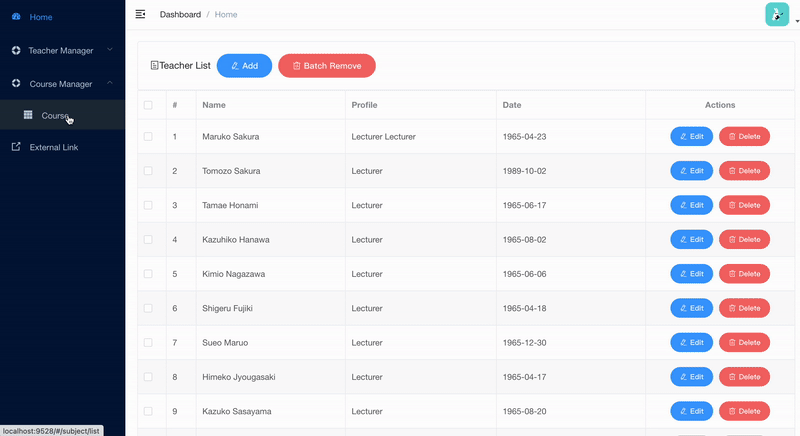 Home
Teacher Manager
Course Manager
Course
External Link
Dashboard / Home
Teacher List Add Batch Remove
# Name Profile Date Actions
1 Maruko Sakura Lecturer Lecturer 1965-04-23 Edit Delete
2 Tomozo Sakura Lecturer 1989-10-02 Edit Delete
3 Tamae Honami Lecturer 1965-06-17 Edit Delete
4 Kazuhiko Hanawa Lecturer 1965-08-02 Edit Delete
5 Kimio Nagazawa Lecturer 1965-06-06 Edit Delete
6 Shigeru Fujiki Lecturer 1965-04-18 Edit Delete
7 Sueo Maruo Lecturer 1965-12-30 Edit Delete
8 Himeko Jyougasaki Lecturer 1965-04-17 Edit Delete
9 Kazuko Sasayama Lecturer 1965-08-20 Edit Delete
localhost:9528/#/subject/list